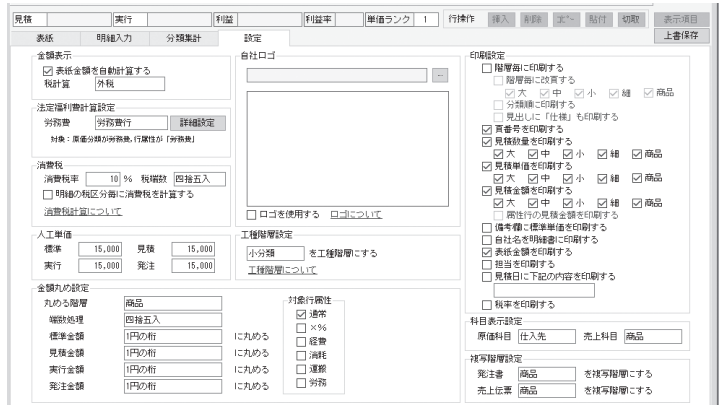 見積 実行 利益 利益率 単価ランク 1 行操作 挿入 削除 ｺﾋﾟｰ 貼付 切取 表示項目
表紙 明細入力 分類集計 設定 上書保存
金額表示
表紙金額を自動計算する
税計算 外税
法定福利費計算設定
労務費 労務費行 詳細設定
対象：原価分類が労務費,行属性が「労務費」
消費税
消費税率 10 % 税端数 四捨五入
明細の税区分毎に消費税を計算する
消費税計算について
人工単価
標準 15,000 見積 15,000
実行 15,000 発注 15,000
自社ロゴ
...
ロゴを使用する ロゴについて
工種階層設定
小分類 を工種階層にする
工種階層について
金額丸め設定
丸める階層 商品
端数処理 四捨五入
標準金額 1円の桁 に丸める
見積金額 1円の桁 に丸める
実行金額 1円の桁 に丸める
発注金額 1円の桁 に丸める
対象行属性
通常
×%
経費
消耗
運搬
労務
印刷設定
階層毎に印刷する
階層毎に改頁する
大 中 小 細 商品
分類順に印刷する
見出しに「仕様」も印刷する
頁番号を印刷する
見積数量を印刷する
大 中 小 細 商品
見積単価を印刷する
大 中 小 細 商品
見積金額を印刷する
大 中 小 細 商品
属性行の見積金額を印刷する
備考欄に標準単価を印刷する
自社名を明細書に印刷する
表紙金額を印刷する
担当を印刷する
見積日に下記の内容を印刷する
税率を印刷する
科目表示設定
原価科目 仕入先 売上科目 商品
複写階層設定
発注書 商品 を複写階層にする
売上伝票 商品 を複写階層にする